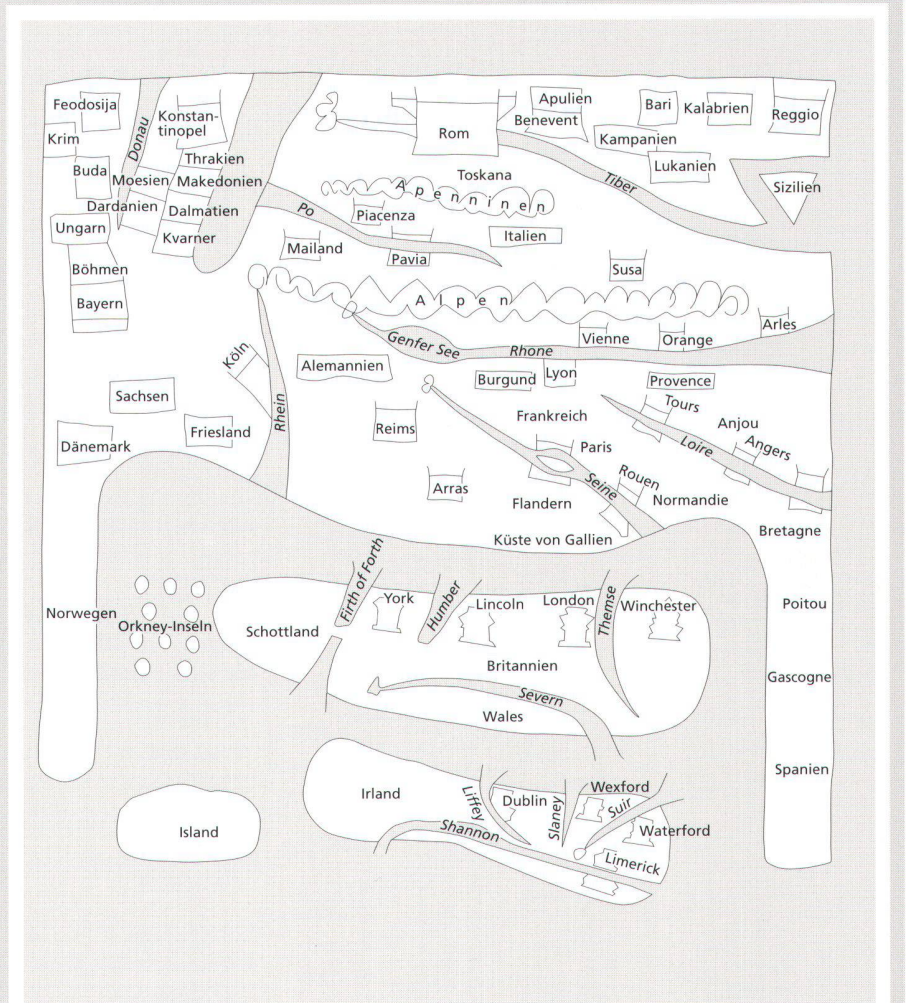 Feodosija
Krim
Donau
Konstan-
tinopel
Thrakien
Buda
Moesien
Makedonien
Dardanien
Dalmatien
Ungarn
Kvarner
Böhmen
Bayern
Rom
Apulien
Benevent
Bari
Kalabrien
Reggio
Kampanien
Lukanien
Sizilien
Tiber
Toskana
Apenninen
Po
Piacenza
Italien
Mailand
Pavia
Susa
Alpen
Genfer See
Rhone
Vienne
Orange
Arles
Köln
Alemannien
Burgund
Lyon
Provence
Sachsen
Rhein
Tours
Anjou
Frankreich
Reims
Friesland
Dänemark
Loire
Angers
Paris
Arras
Seine
Rouen
Flandern
Normandie
Küste von Gallien
Bretagne
Norwegen
Orkney-Inseln
Schottland
Firth of Forth
York
Humber
Lincoln
London
Themse
Winchester
Poitou
Britannien
Gascogne
Severn
Wales
Spanien
Irland
Liffey
Dublin
Slaney
Wexford
Suir
Island
Shannon
Waterford
Limerick